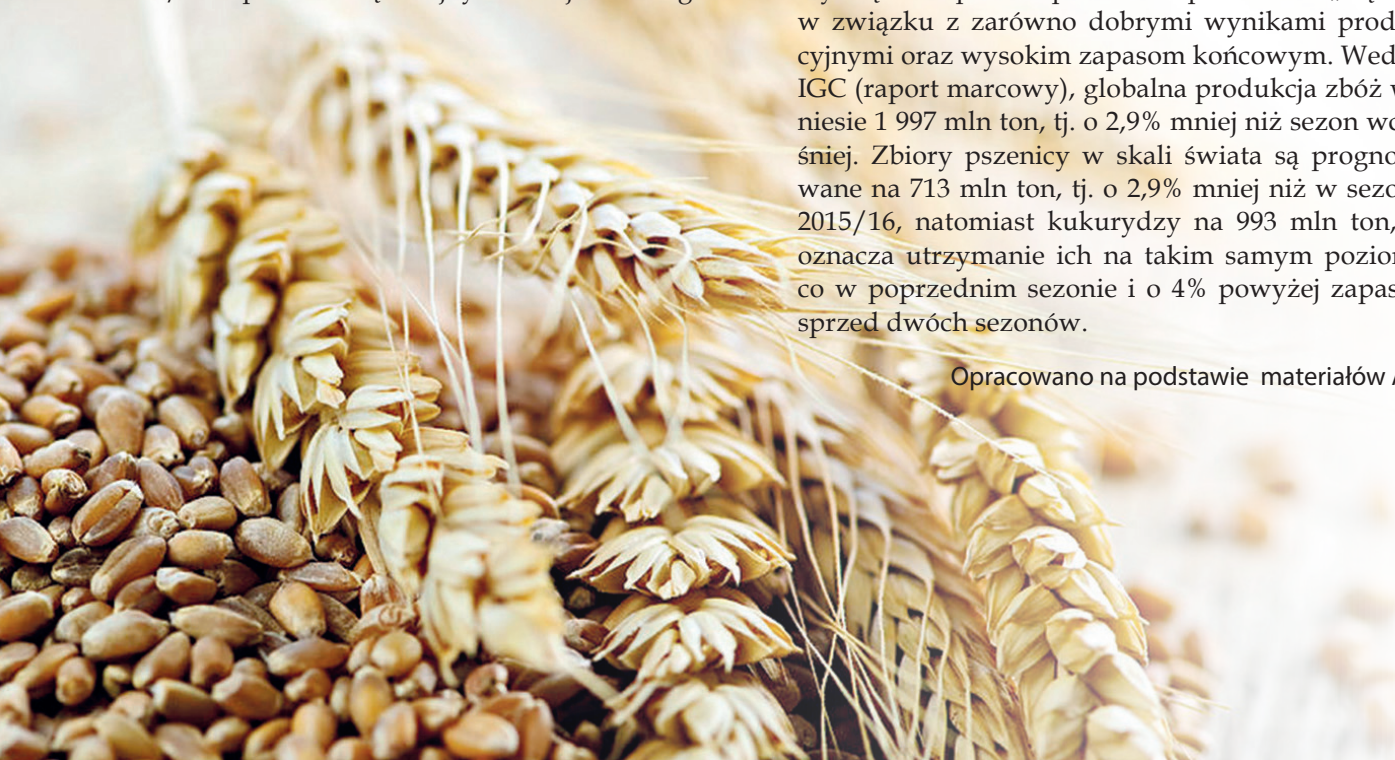 w związku z zarówno dobrymi wynikami prod
cyjnymi oraz wysokim zapasom końcowym. Wed
IGC (raport marcowy), globalna produkcja zbóż w
niesie 1 997 mln ton, tj. o 2,9% mniej niż sezon wc
śniej. Zbiory pszenicy w skali świata są progno
wane na 713 mln ton, tj. o 2,9% mniej niż w sezo
2015/16, natomiast kukurydzy na 993 mln ton,
oznacza utrzymanie ich na takim samym pozior
co w poprzednim sezonie i o 4% powyżej zapas
sprzed dwóch sezonów.
Opracowano na podstawie materiałów